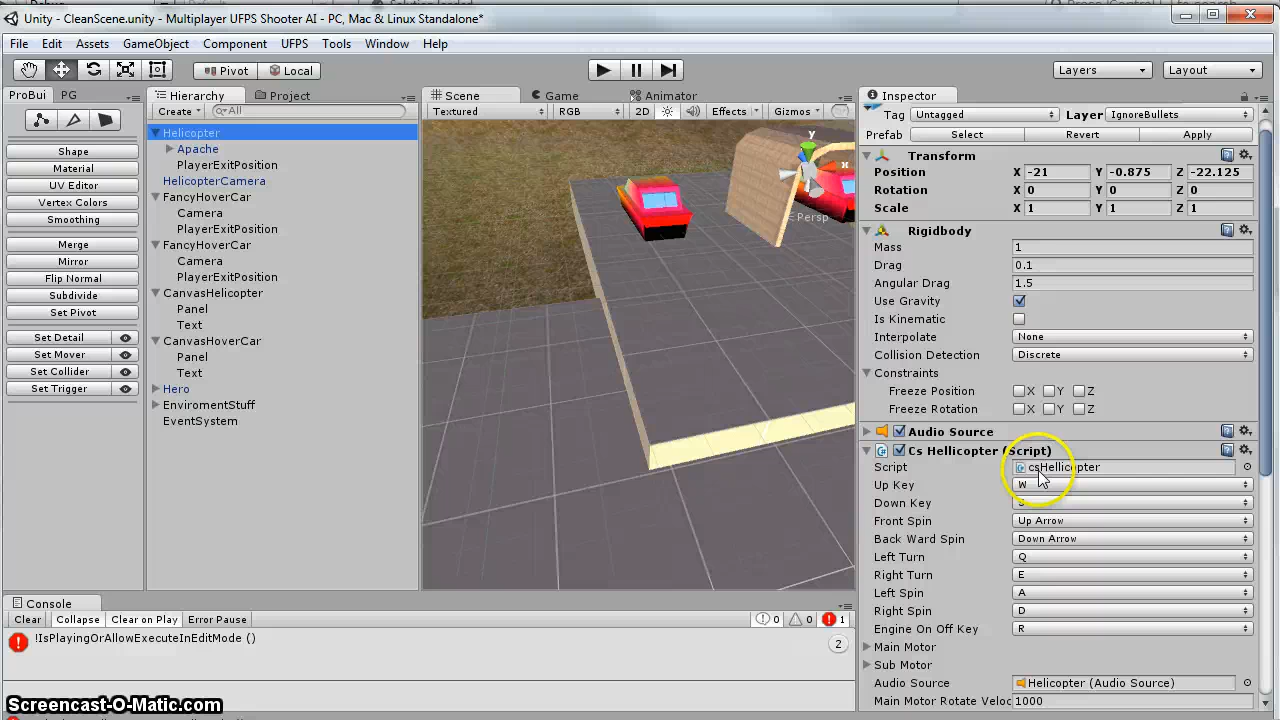 Unity - CleanScene.unity - Multiplayer UFPS Shooter AI - PC, Mac & Linux Standalone*
File Edit Assets GameObject Component UFPS Tools Window Help
Pivot Local Layers Layout
ProBui PG
Shape
Material
UV Editor
Vertex Colors
Smoothing
Merge
Mirror
Flip Normal
Subdivide
Set Pivot
Set Detail
Set Mover
Set Collider
Set Trigger
Hierarchy Project
Create All
Helicopter
Apache
PlayerExitPosition
HelicopterCamera
FancyHoverCar
Camera
PlayerExitPosition
FancyHoverCar
Camera
PlayerExitPosition
CanvasHelicopter
Panel
Text
CanvasHoverCar
Panel
Text
Hero
EnviromentStuff
EventSystem
Scene Game Animator
Textured RGB 2D Effects Gizmos
y
x
Persp
Console
Clear Collapse Clear on Play Error Pause 0 0 1
!IsPlayingOrAllowExecuteInEditMode () 2
Inspector
Tag Untagged Layer IgnoreBullets
Prefab Select Revert Apply
Transform
Position X -21 Y -0.875 Z -22.125
Rotation X 0 Y 0 Z 0
Scale X 1 Y 1 Z 1
Rigidbody
Mass 1
Drag 0.1
Angular Drag 1.5
Use Gravity
Is Kinematic
Interpolate None
Collision Detection Discrete
Constraints
Freeze Position X Y Z
Freeze Rotation X Y Z
Audio Source
Cs Hellicopter (Script)
Script csHellicopter
Up Key W
Down Key
Front Spin Up Arrow
Back Ward Spin Down Arrow
Left Turn Q
Right Turn E
Left Spin A
Right Spin D
Engine On Off Key R
Main Motor
Sub Motor
Audio Source Helicopter (Audio Source)
Main Motor Rotate Veloc 1000
Screencast-O-Matic.com